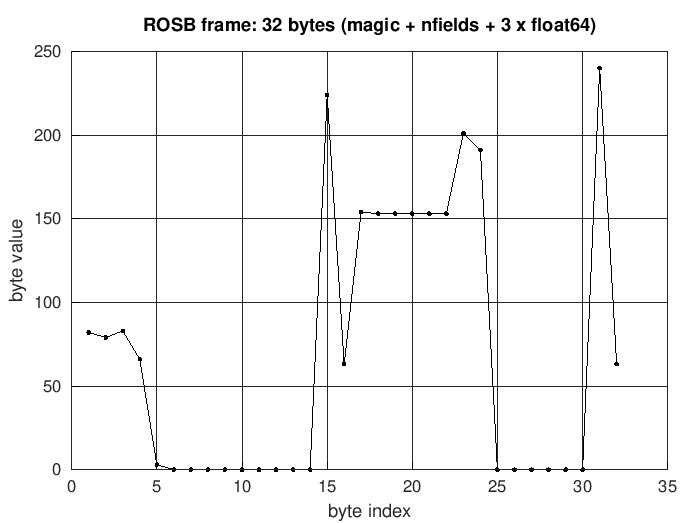 ROSB frame: 32 bytes (magic + nfields + 3 x float64)
250
200
150
100
50
0
byte value
0 5 10 15 20 25 30 35
byte index